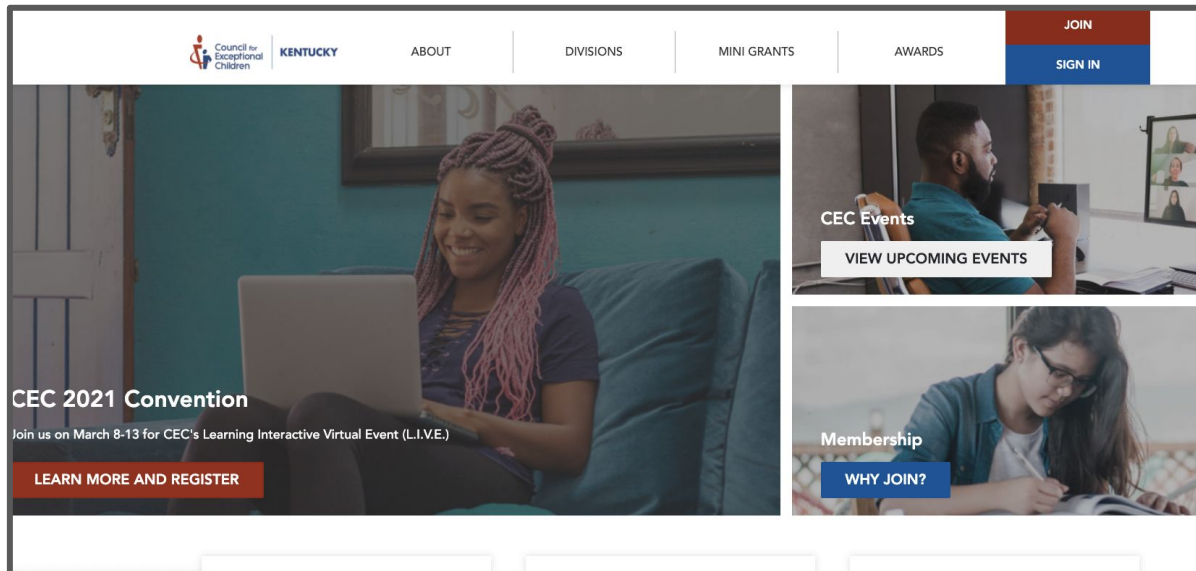 Council for
Exceptional
Children
KENTUCKY
ABOUT
DIVISIONS
MINI GRANTS
AWARDS
JOIN
SIGN IN
CEC 2021 Convention
Join us on March 8-13 for CEC's Learning Interactive Virtual Event (L.I.V.E.)
LEARN MORE AND REGISTER
CEC Events
VIEW UPCOMING EVENTS
Membership
WHY JOIN?